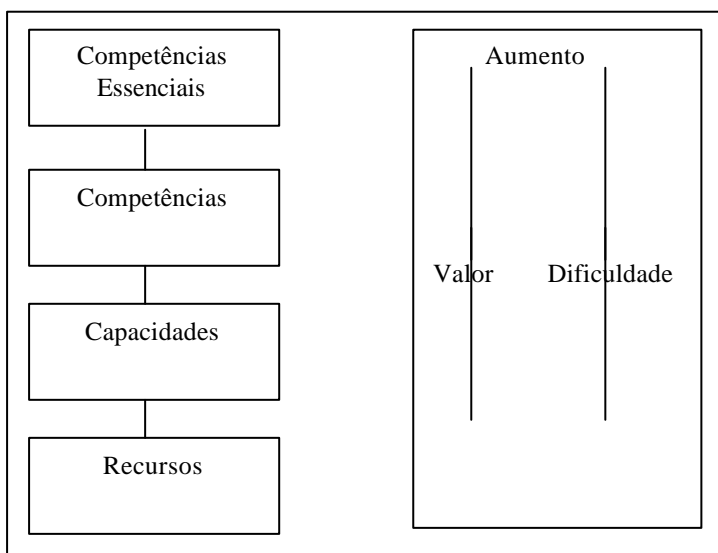 Competências
Essenciais
Competências
Capacidades
Recursos
Aumento
Valor Dificuldade